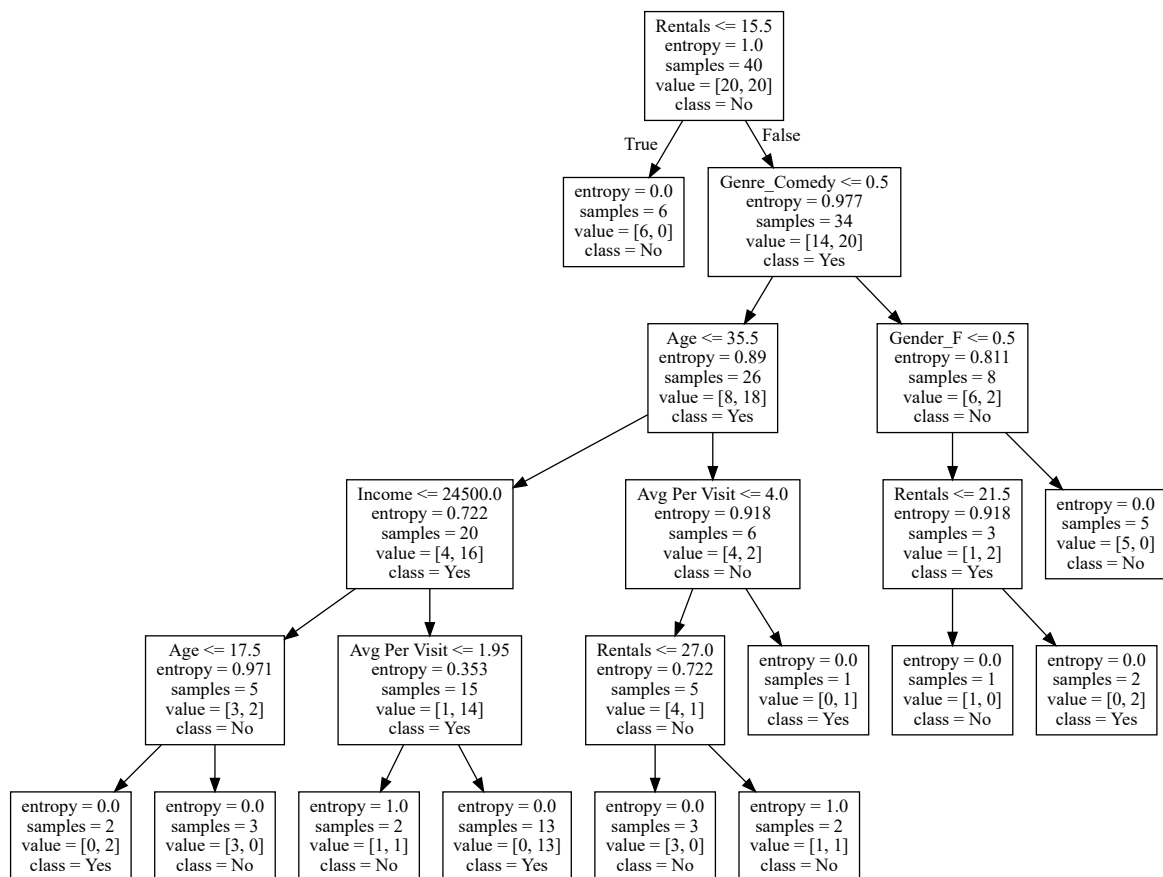 Rentals <= 15.5
entropy = 1.0
samples = 40
value = [20, 20]
class = No
True
False
entropy = 0.0
samples = 6
value = [6, 0]
class = No
Genre_Comedy <= 0.5
entropy = 0.977
samples = 34
value = [14, 20]
class = Yes
Age <= 35.5
entropy = 0.89
samples = 26
value = [8, 18]
class = Yes
Gender_F <= 0.5
entropy = 0.811
samples = 8
value = [6, 2]
class = No
Income <= 24500.0
entropy = 0.722
samples = 20
value = [4, 16]
class = Yes
Avg Per Visit <= 4.0
entropy = 0.918
samples = 6
value = [4, 2]
class = No
Rentals <= 21.5
entropy = 0.918
samples = 3
value = [1, 2]
class = Yes
entropy = 0.0
samples = 5
value = [5, 0]
class = No
Age <= 17.5
entropy = 0.971
samples = 5
value = [3, 2]
class = No
Avg Per Visit <= 1.95
entropy = 0.353
samples = 15
value = [1, 14]
class = Yes
Rentals <= 27.0
entropy = 0.722
samples = 5
value = [4, 1]
class = No
entropy = 0.0
samples = 1
value = [0, 1]
class = Yes
entropy = 0.0
samples = 1
value = [1, 0]
class = No
entropy = 0.0
samples = 2
value = [0, 2]
class = Yes
entropy = 0.0
samples = 2
value = [0, 2]
class = Yes
entropy = 0.0
samples = 3
value = [3, 0]
class = No
entropy = 1.0
samples = 2
value = [1, 1]
class = No
entropy = 0.0
samples = 13
value = [0, 13]
class = Yes
entropy = 0.0
samples = 3
value = [3, 0]
class = No
entropy = 1.0
samples = 2
value = [1, 1]
class = No